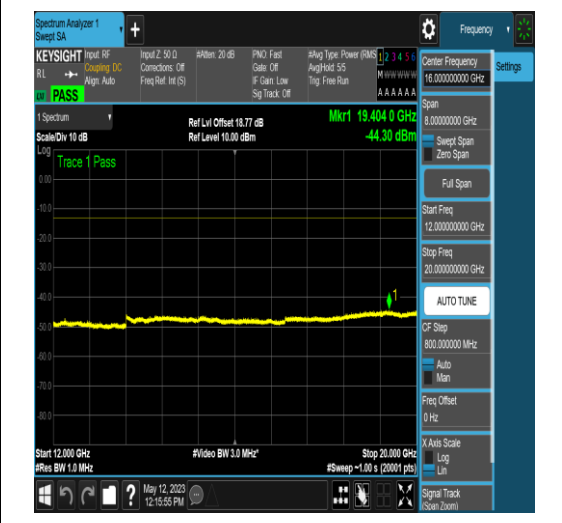 Spectrum Analyzer 1
Swept SA
+
Frequency
KEYSIGHT
RL
Input: RF
Coupling: DC
Align: Auto
PASS
Input Z: 50 Ω
Corrections: Off
Freq Ref: Int (S)
#Atten: 20 dB
PNO: Fast
Gate: Off
IF Gain: Low
Sig Track: Off
#Avg Type: Power (RMS
Avg|Hold: 5/5
Trig: Free Run
1 2 3 4 5 6
M W W W W W
A A A A A A
1 Spectrum
Scale/Div 10 dB
Ref Lvl Offset 18.77 dB
Ref Level 10.00 dBm
Mkr1 19.404 0 GHz
-44.30 dBm
Log
Trace 1 Pass
0.00
-10.0
-20.0
-30.0
-40.0
-50.0
-60.0
-70.0
-80.0
1
Start 12.000 GHz
#Res BW 1.0 MHz
#Video BW 3.0 MHz*
Stop 20.000 GHz
#Sweep ~1.00 s (20001 pts)
?
May 12, 2023
12:15:55 PM
Center Frequency
16.000000000 GHz
Settings
Span
8.00000000 GHz
Swept Span
Zero Span
Full Span
Start Freq
12.000000000 GHz
Stop Freq
20.000000000 GHz
AUTO TUNE
CF Step
800.000000 MHz
Auto
Man
Freq Offset
0 Hz
X Axis Scale
Log
Lin
Signal Track
(Span Zoom)